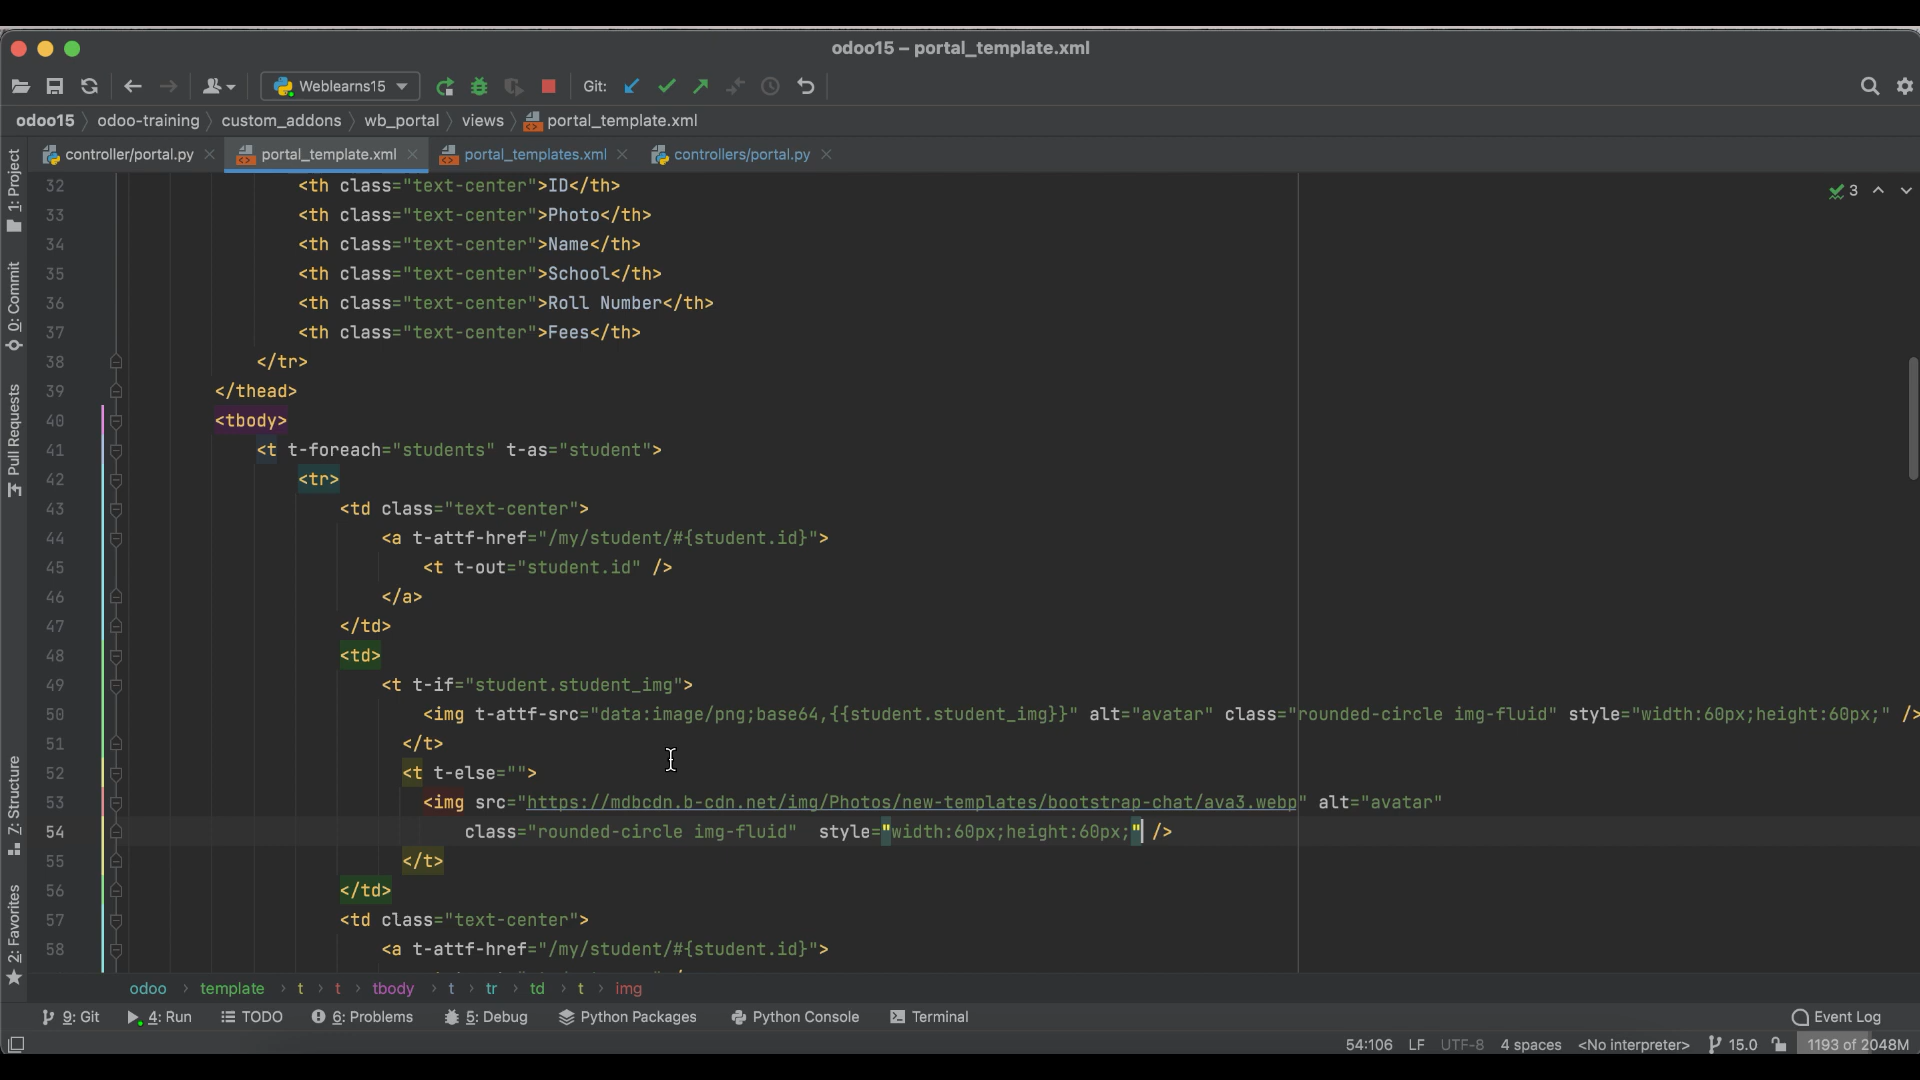 odoo15 – portal_template.xml
Weblearns15 Git:
odoo15 odoo-training custom_addons wb_portal views portal_template.xml
controller/portal.py portal_template.xml portal_templates.xml controllers/portal.py
1: Project
0: Commit
Pull Requests
7: Structure
2: Favorites
3
32 <th class="text-center">ID</th>
33 <th class="text-center">Photo</th>
34 <th class="text-center">Name</th>
35 <th class="text-center">School</th>
36 <th class="text-center">Roll Number</th>
37 <th class="text-center">Fees</th>
38 </tr>
39 </thead>
40 <tbody>
41 <t t-foreach="students" t-as="student">
42 <tr>
43 <td class="text-center">
44 <a t-attf-href="/my/student/#{student.id}">
45 <t t-out="student.id" />
46 </a>
47 </td>
48 <td>
49 <t t-if="student.student_img">
50 <img t-attf-src="data:image/png;base64,{{student.student_img}}" alt="avatar" class="rounded-circle img-fluid" style="width:60px;height:60px;" />
51 </t>
52 <t t-else="">
53 <img src="https://mdbcdn.b-cdn.net/img/Photos/new-templates/bootstrap-chat/ava3.webp" alt="avatar"
54 class="rounded-circle img-fluid"  style="width:60px;height:60px;" />
55 </t>
56 </td>
57 <td class="text-center">
58 <a t-attf-href="/my/student/#{student.id}">
odoo template t t tbody t tr td t img
9: Git 4: Run TODO 6: Problems 5: Debug Python Packages Python Console Terminal Event Log
54:106 LF UTF-8 4 spaces <No interpreter> 15.0 1193 of 2048M